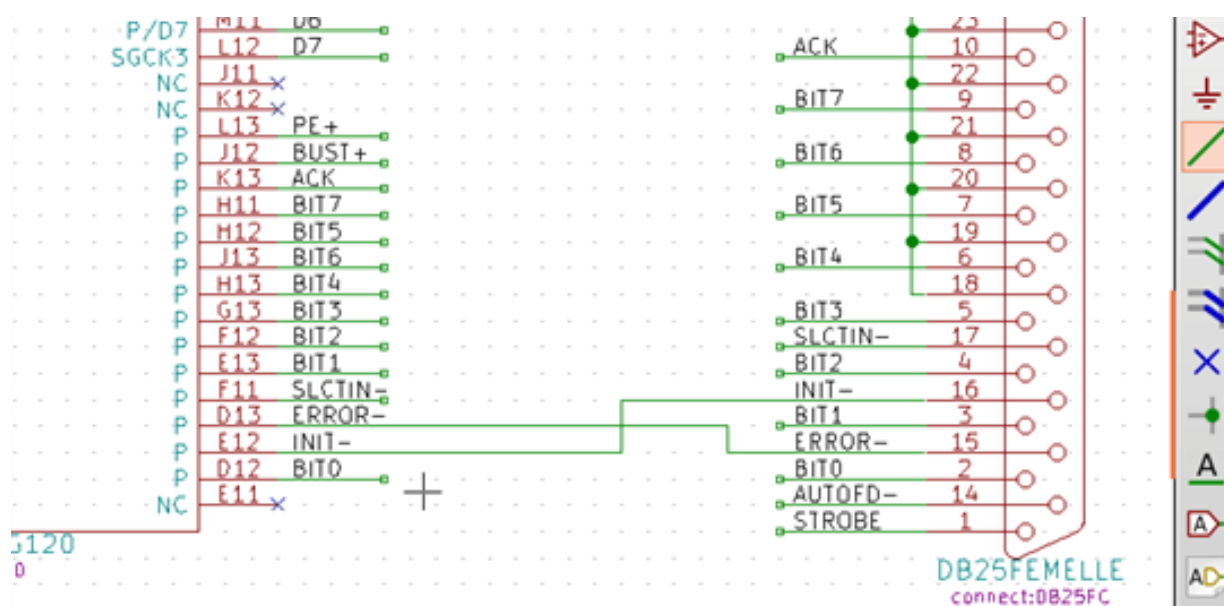 P/D7 M11 D6
SGCK3 L12 D7
NC J11
NC K12
P L13 PE+
P J12 BUST+
P K13 ACK
P H11 BIT7
P H12 BIT5
P J13 BIT6
P H13 BIT4
P G13 BIT3
P F12 BIT2
P E13 BIT1
P F11 SLCTIN-
P D13 ERROR-
P E12 INIT-
P D12 BIT0
NC E11
23
ACK 10
22
BIT7 9
21
BIT6 8
20
BIT5 7
19
BIT4 6
18
BIT3 5
SLCTIN- 17
BIT2 4
INIT- 16
BIT1 3
ERROR- 15
BIT0 2
AUTOFD- 14
STROBE 1
DB25FEMELLE
connect:DB25FC
A
A
A